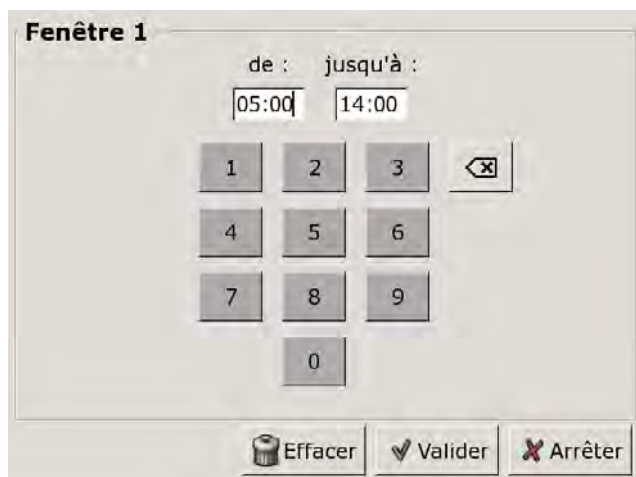 Fenêtre 1
de : jusqu'à :
05:00 14:00
1 2 3
4 5 6
7 8 9
0
Effacer Valider Arrêter